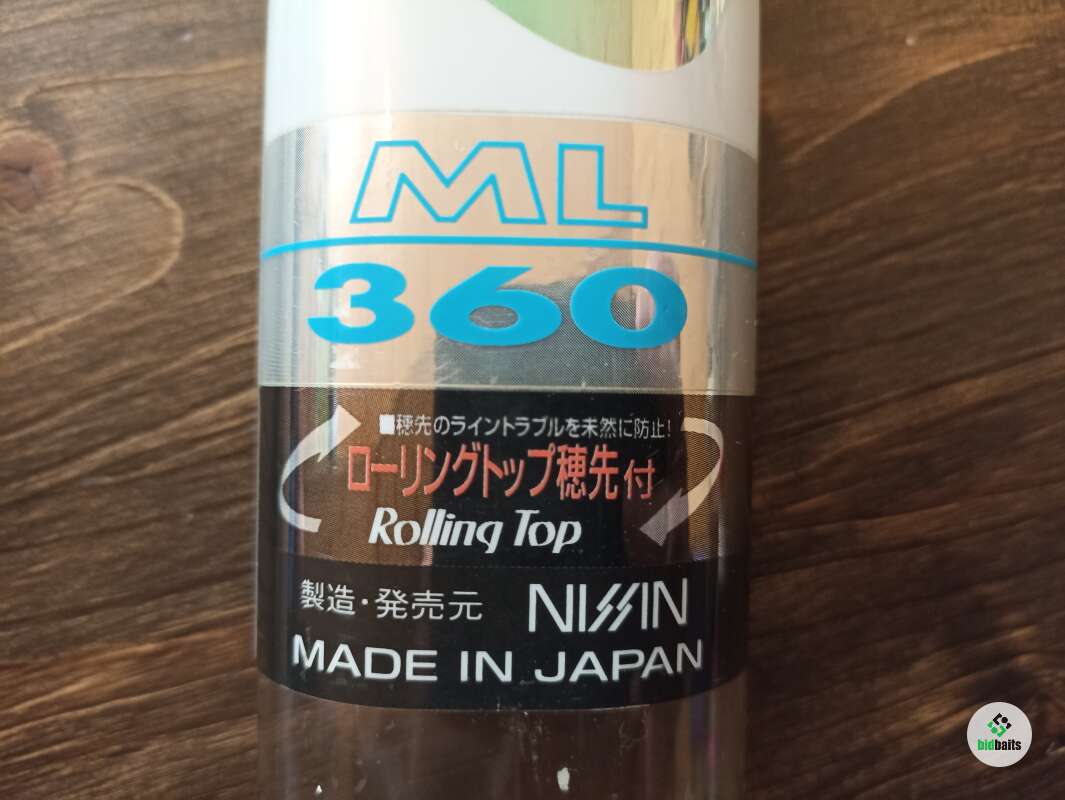 ML
360
■穂先のライントラブルを未然に防止!
ローリングトップ穂先付
Rolling Top
製造・発売元 NISSIN
MADE IN JAPAN
bidbaits